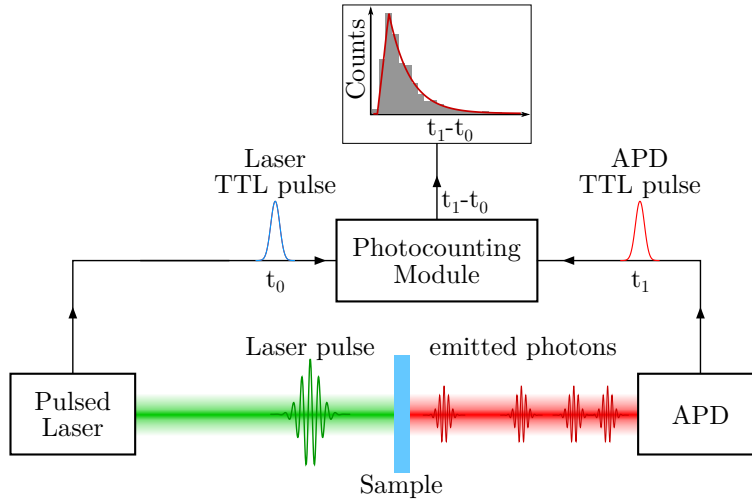 Counts
t₁-t₀
Laser
TTL pulse
APD
TTL pulse
t₁-t₀
Photocounting
Module
t₀
t₁
Laser pulse
emitted photons
Pulsed
Laser
APD
Sample